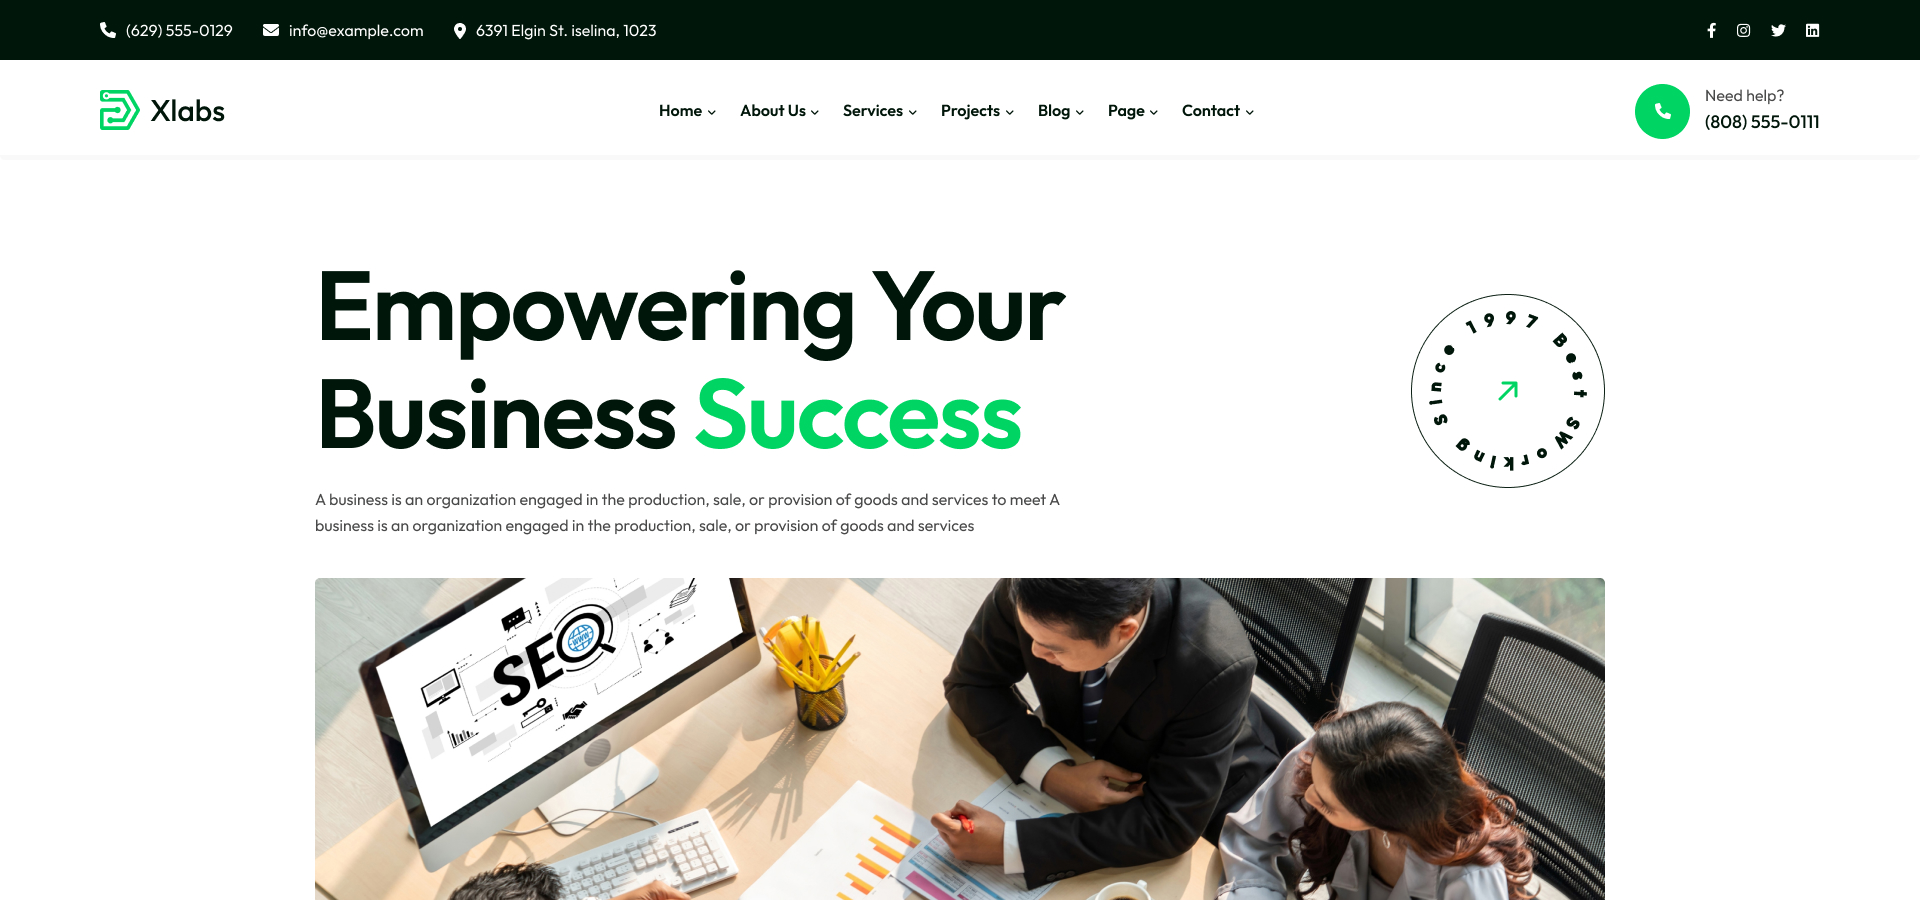 (629) 555-0129 info@example.com 6391 Elgin St. iselina, 1023
Xlabs Home About Us Services Projects Blog Page Contact
Need help?
(808) 555-0111
Empowering Your
Business Success
Since 1997 Best SWorking
A business is an organization engaged in the production, sale, or provision of goods and services to meet A
business is an organization engaged in the production, sale, or provision of goods and services
SEO
WWW